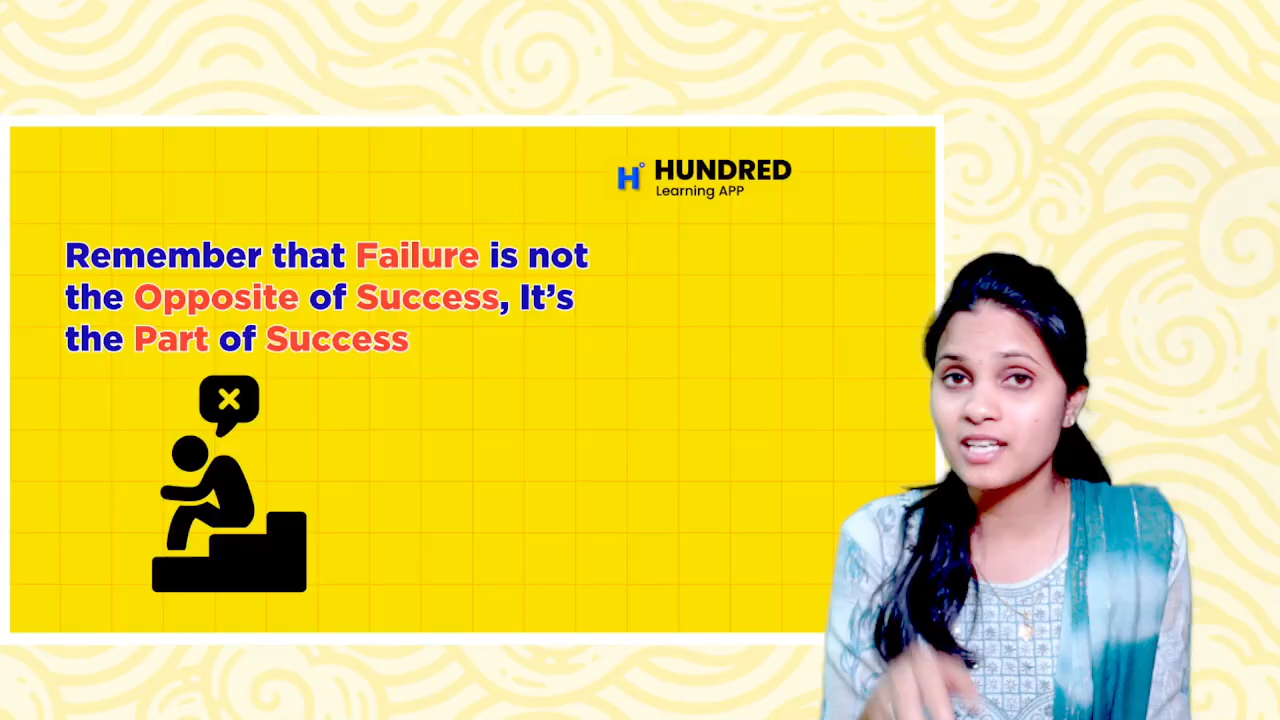 HUNDRED
Learning APP
Remember that Failure is not
the Opposite of Success, It's
the Part of Success